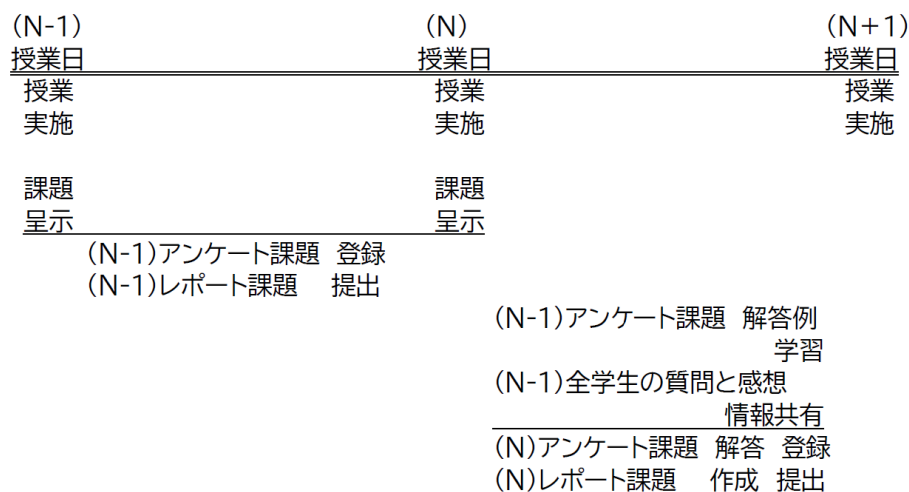 (N-1) (N) (N+1)
授業日 授業日 授業日
授業 授業 授業
実施 実施 実施
課題 課題
呈示 呈示
(N-1)アンケート課題 登録
(N-1)レポート課題 提出
(N-1)アンケート課題 解答例
学習
(N-1)全学生の質問と感想
情報共有
(N)アンケート課題 解答 登録
(N)レポート課題 作成 提出